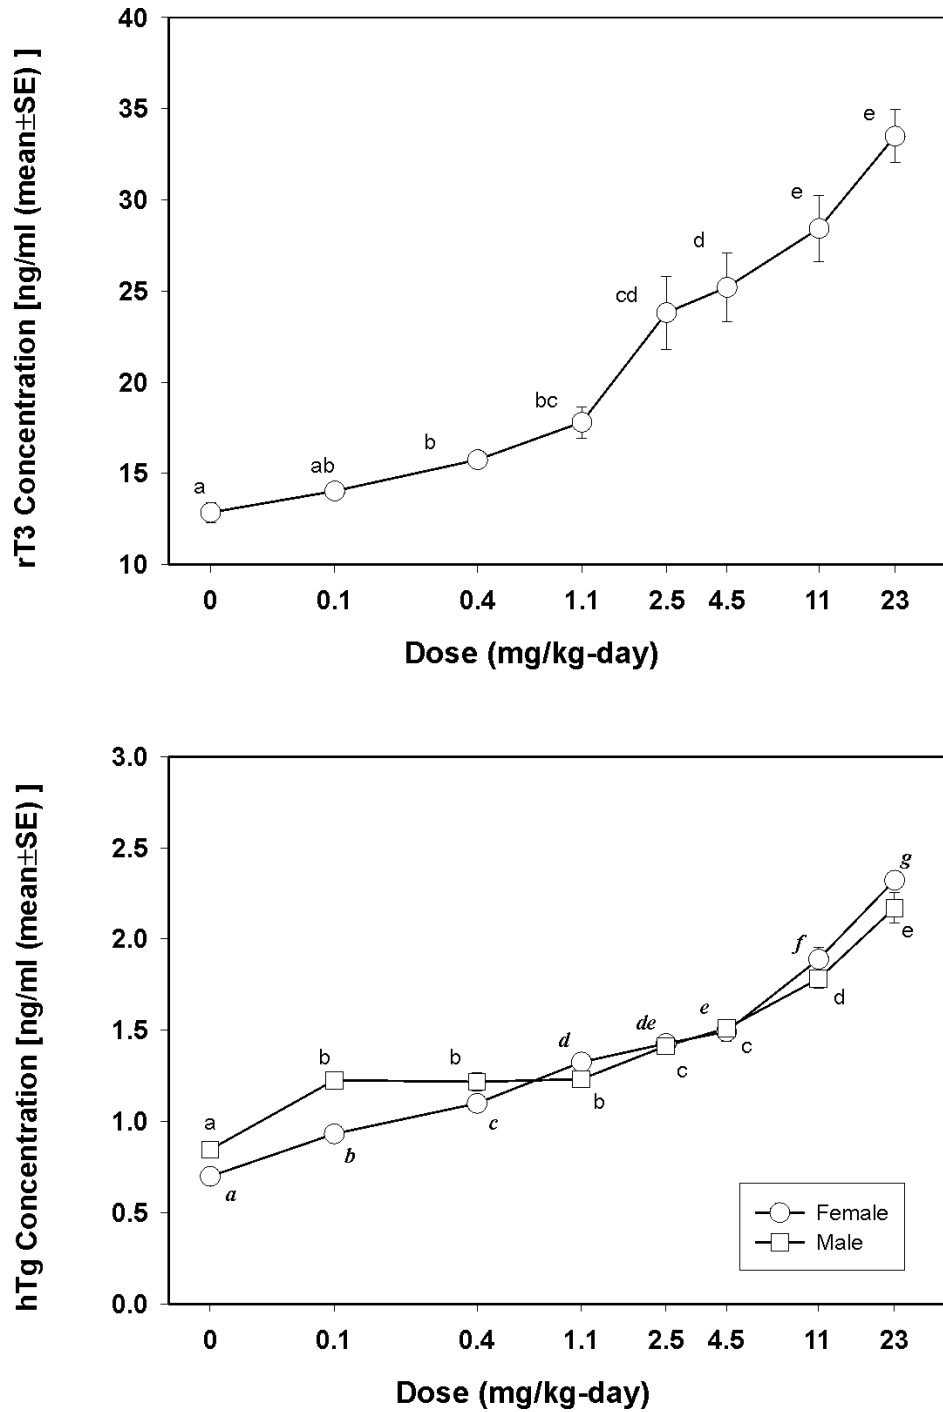 rT3 Concentration [ng/ml (mean±SE) ]
40
35
30
25
20
15
10
a
ab
b
bc
cd
d
e
e
0 0.1 0.4 1.1 2.5 4.5 11 23
Dose (mg/kg-day)
hTg Concentration [ng/ml (mean±SE) ]
3.0
2.5
2.0
1.5
1.0
0.5
0.0
a
b
b
b
c
c
d
e
a
b
c
d
de
e
f
g
Female
Male
0 0.1 0.4 1.1 2.5 4.5 11 23
Dose (mg/kg-day)